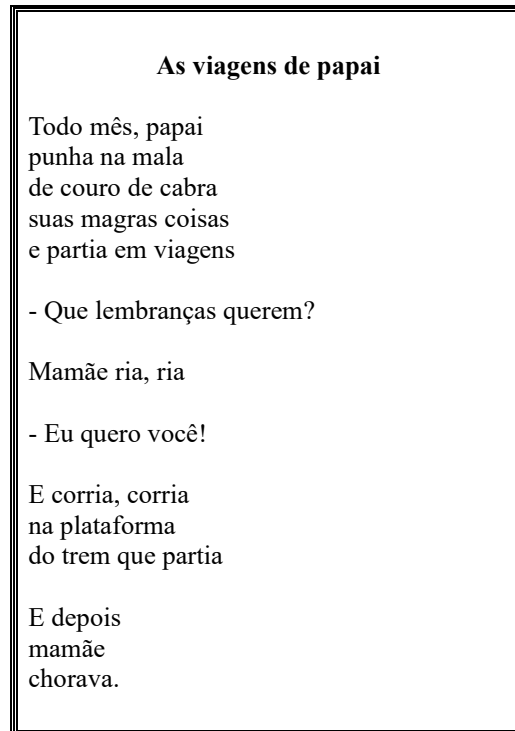 As viagens de papai
Todo mês, papai
punha na mala
de couro de cabra
suas magras coisas
e partia em viagens
- Que lembranças querem?
Mamãe ria, ria
- Eu quero você!
E corria, corria
na plataforma
do trem que partia
E depois
mamãe
chorava.